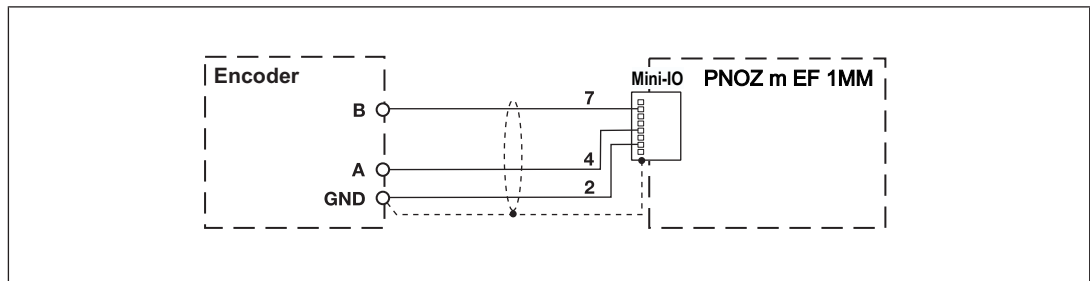 Encoder
Mini-IO
PNOZ m EF 1MM
B
7
A
4
GND
2